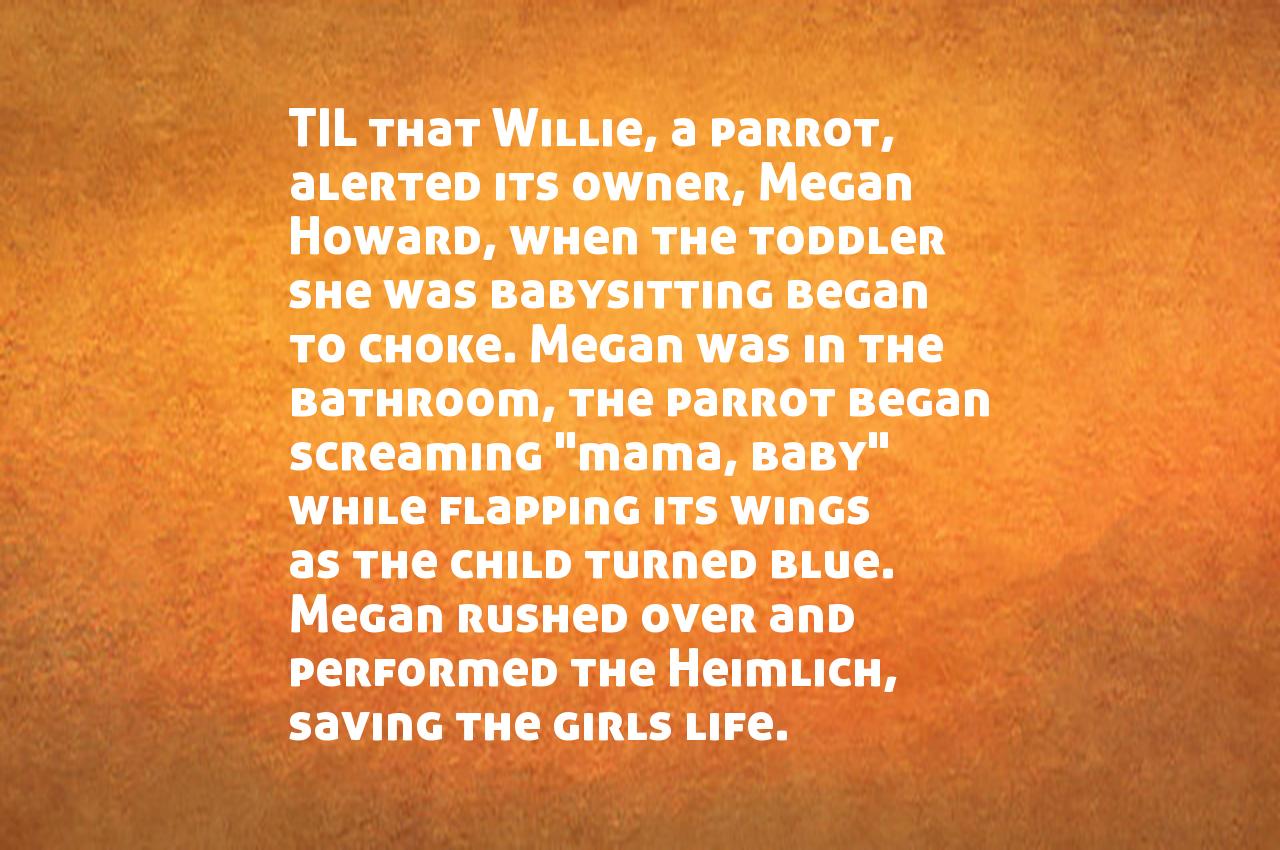 TIL that Willie, a parrot,
alerted its owner, Megan
Howard, when the toddler
she was babysitting began
to choke. Megan was in the
bathroom, the parrot began
screaming "mama, baby"
while flapping its wings
as the child turned blue.
Megan rushed over and
performed the Heimlich,
saving the girls life.